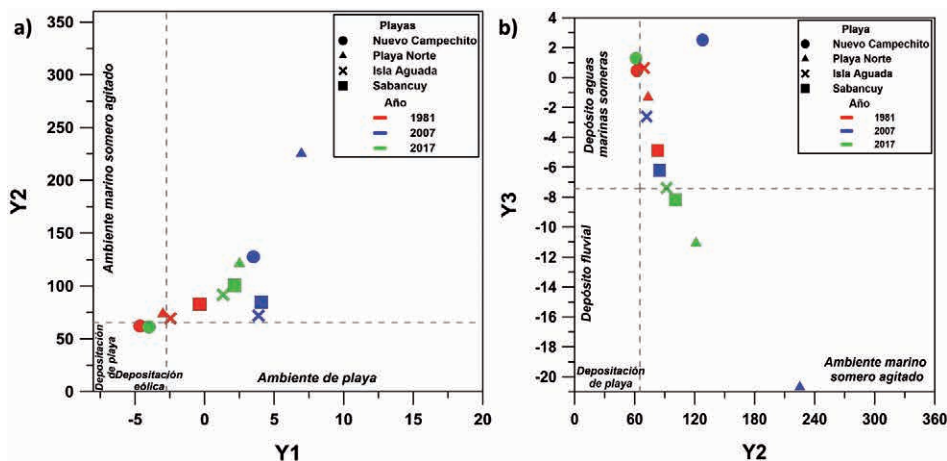 a)
Y2
350
300
250
200
150
100
50
0
Ambiente marino somero agitado
Depositación
de playa
Depositación
eólica
Ambiente de playa
Playas
Nuevo Campechito
Playa Norte
Isla Aguada
Sabancuy
Año
1981
2007
2017
-5 0 5 10 15 20
Y1
b)
Y3
4
2
0
-2
-4
-6
-8
-10
-12
-14
-16
-18
-20
Depósito aguas
marinas someras
Depósito fluvial
Depositación
de playa
Ambiente marino
somero agitado
Playa
Nuevo Campechito
Playa Norte
Isla Aguada
Sabancuy
Año
1981
2007
2017
0 60 120 180 240 300 360
Y2